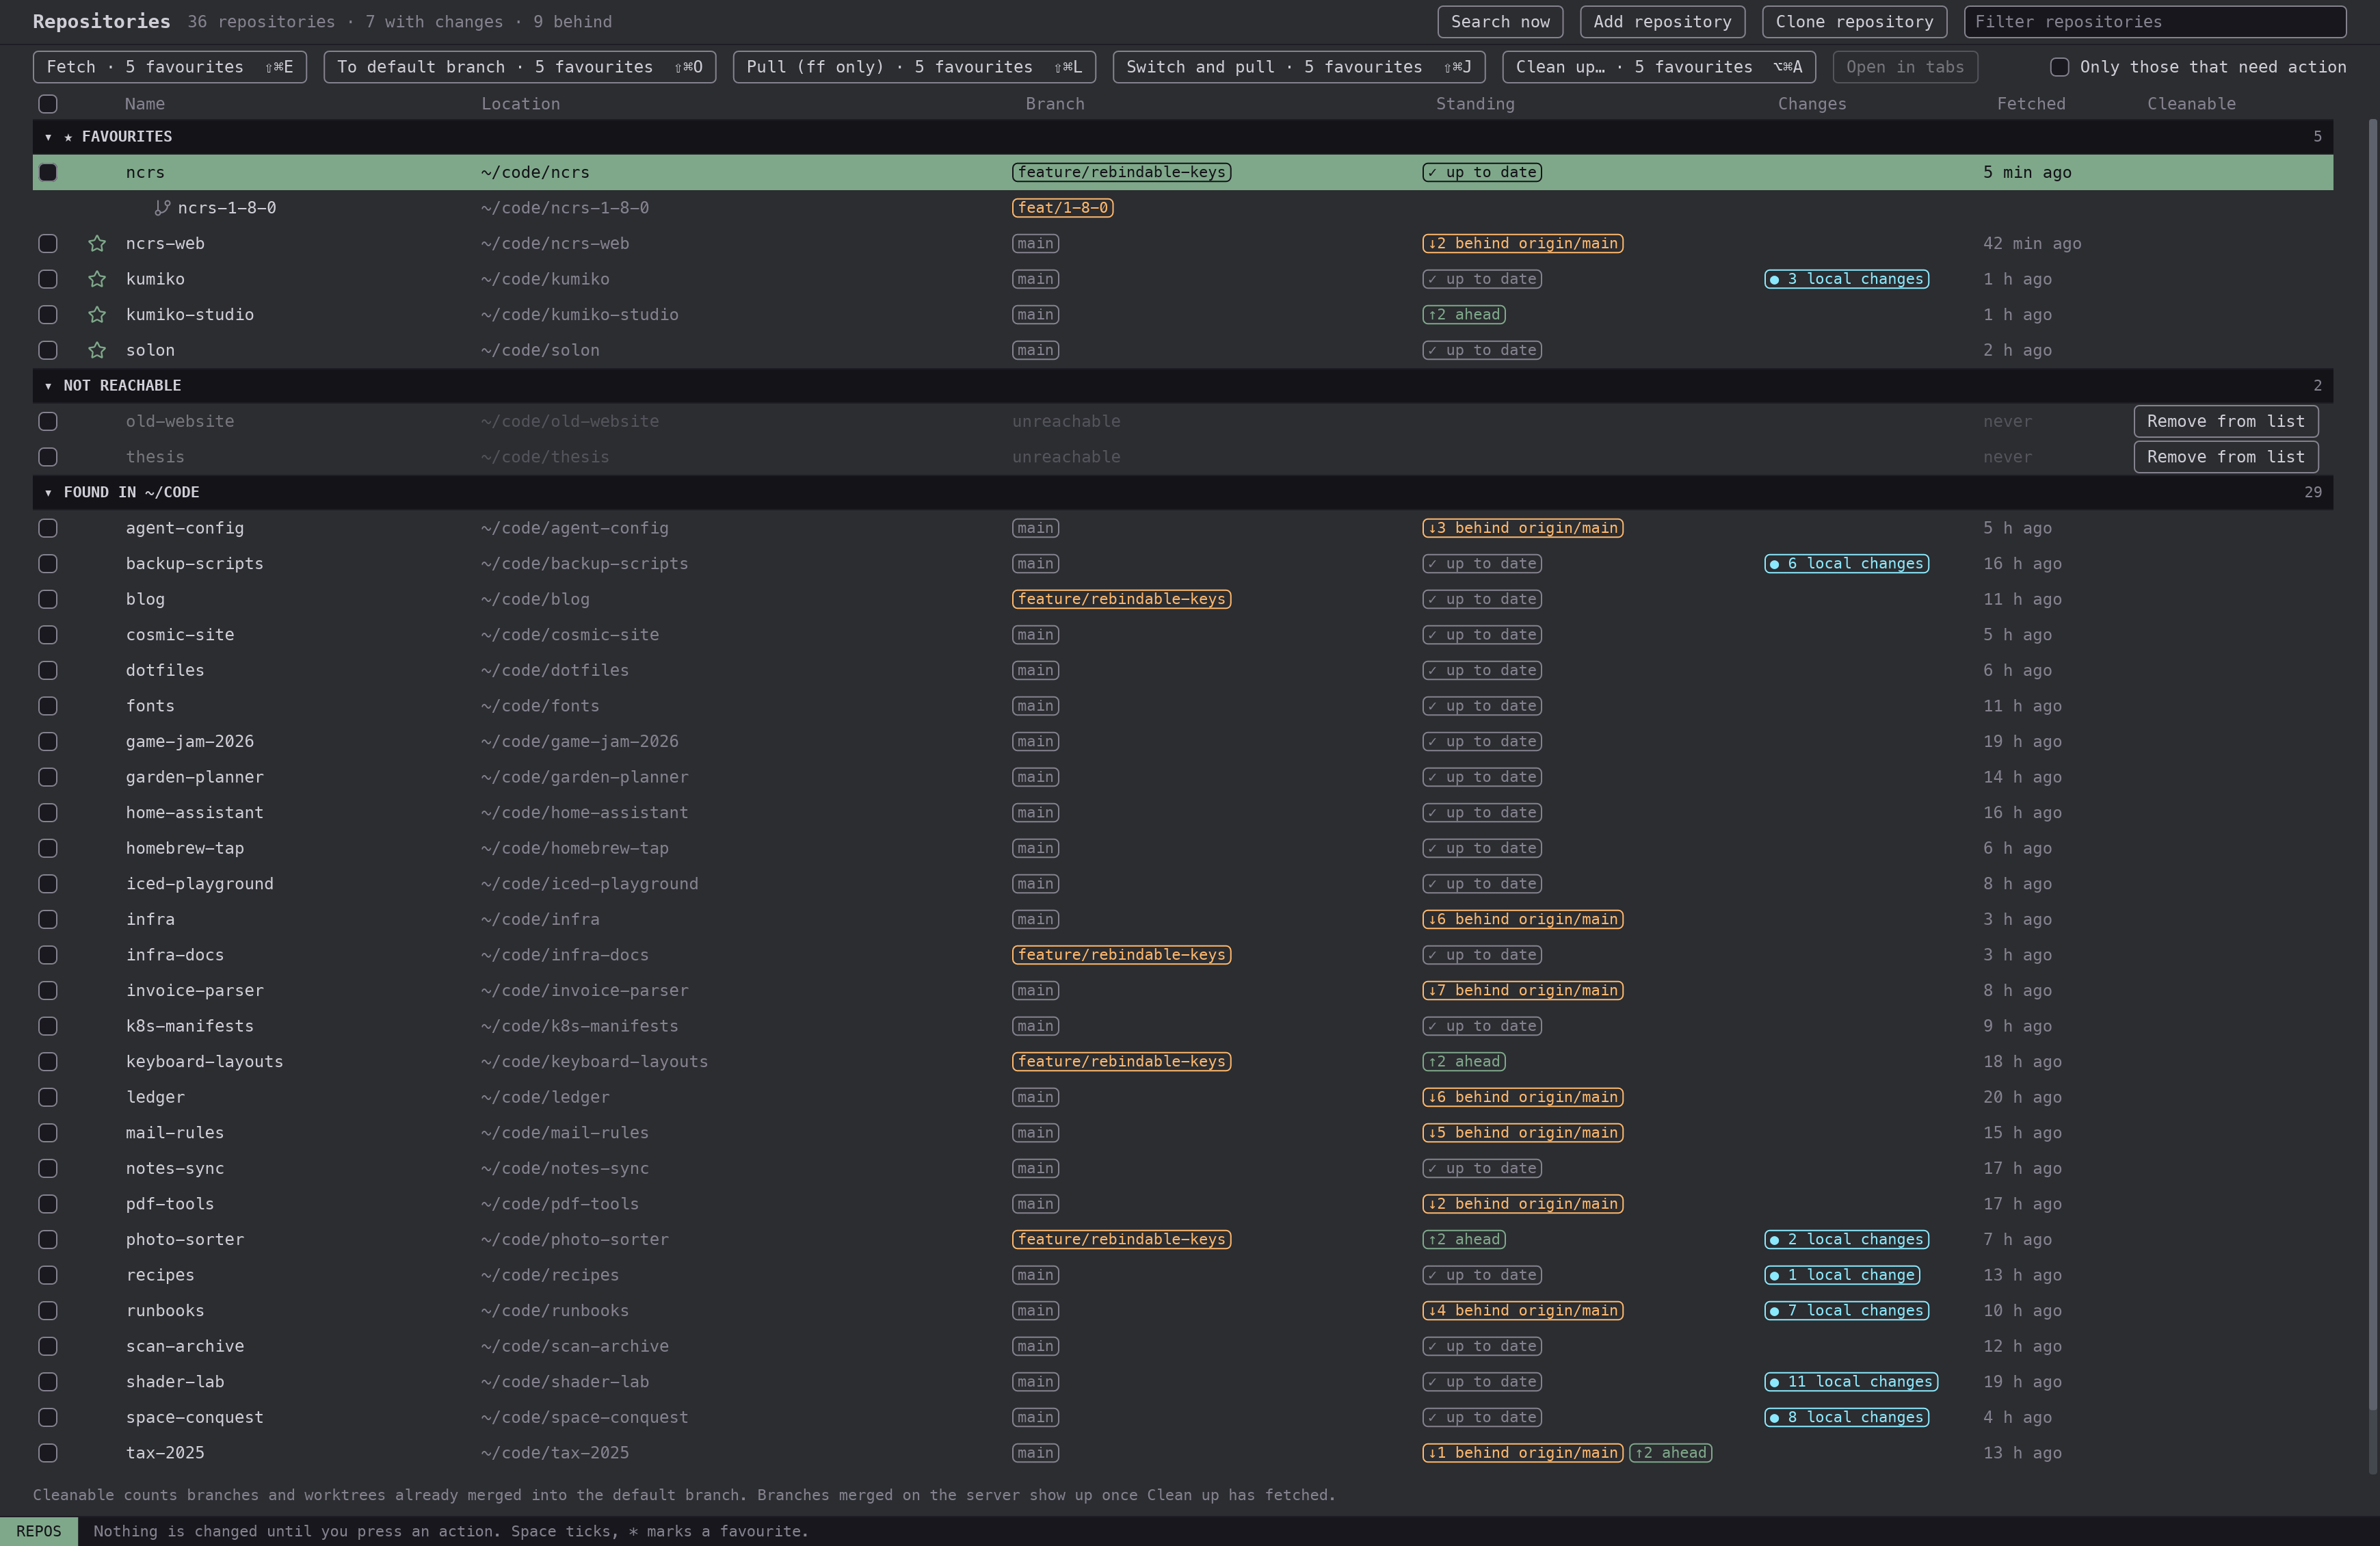 Repositories 36 repositories · 7 with changes · 9 behind Search now Add repository Clone repository Filter repositories
Fetch · 5 favourites ⇧⌘E To default branch · 5 favourites ⇧⌘O Pull (ff only) · 5 favourites ⇧⌘L Switch and pull · 5 favourites ⇧⌘J Clean up… · 5 favourites ⌥⌘A Open in tabs Only those that need action
Name Location Branch Standing Changes Fetched Cleanable
▾ ★ FAVOURITES 5
ncrs ~/code/ncrs feature/rebindable-keys ✓ up to date 5 min ago
ncrs-1-8-0 ~/code/ncrs-1-8-0 feat/1-8-0
ncrs-web ~/code/ncrs-web main ↓2 behind origin/main 42 min ago
kumiko ~/code/kumiko main ✓ up to date ● 3 local changes 1 h ago
kumiko-studio ~/code/kumiko-studio main ↑2 ahead 1 h ago
solon ~/code/solon main ✓ up to date 2 h ago
▾ NOT REACHABLE 2
old-website ~/code/old-website unreachable never Remove from list
thesis ~/code/thesis unreachable never Remove from list
▾ FOUND IN ~/CODE 29
agent-config ~/code/agent-config main ↓3 behind origin/main 5 h ago
backup-scripts ~/code/backup-scripts main ✓ up to date ● 6 local changes 16 h ago
blog ~/code/blog feature/rebindable-keys ✓ up to date 11 h ago
cosmic-site ~/code/cosmic-site main ✓ up to date 5 h ago
dotfiles ~/code/dotfiles main ✓ up to date 6 h ago
fonts ~/code/fonts main ✓ up to date 11 h ago
game-jam-2026 ~/code/game-jam-2026 main ✓ up to date 19 h ago
garden-planner ~/code/garden-planner main ✓ up to date 14 h ago
home-assistant ~/code/home-assistant main ✓ up to date 16 h ago
homebrew-tap ~/code/homebrew-tap main ✓ up to date 6 h ago
iced-playground ~/code/iced-playground main ✓ up to date 8 h ago
infra ~/code/infra main ↓6 behind origin/main 3 h ago
infra-docs ~/code/infra-docs feature/rebindable-keys ✓ up to date 3 h ago
invoice-parser ~/code/invoice-parser main ↓7 behind origin/main 8 h ago
k8s-manifests ~/code/k8s-manifests main ✓ up to date 9 h ago
keyboard-layouts ~/code/keyboard-layouts feature/rebindable-keys ↑2 ahead 18 h ago
ledger ~/code/ledger main ↓6 behind origin/main 20 h ago
mail-rules ~/code/mail-rules main ↓5 behind origin/main 15 h ago
notes-sync ~/code/notes-sync main ✓ up to date 17 h ago
pdf-tools ~/code/pdf-tools main ↓2 behind origin/main 17 h ago
photo-sorter ~/code/photo-sorter feature/rebindable-keys ↑2 ahead ● 2 local changes 7 h ago
recipes ~/code/recipes main ✓ up to date ● 1 local change 13 h ago
runbooks ~/code/runbooks main ↓4 behind origin/main ● 7 local changes 10 h ago
scan-archive ~/code/scan-archive main ✓ up to date 12 h ago
shader-lab ~/code/shader-lab main ✓ up to date ● 11 local changes 19 h ago
space-conquest ~/code/space-conquest main ✓ up to date ● 8 local changes 4 h ago
tax-2025 ~/code/tax-2025 main ↓1 behind origin/main ↑2 ahead 13 h ago
Cleanable counts branches and worktrees already merged into the default branch. Branches merged on the server show up once Clean up has fetched.
REPOS Nothing is changed until you press an action. Space ticks, * marks a favourite.